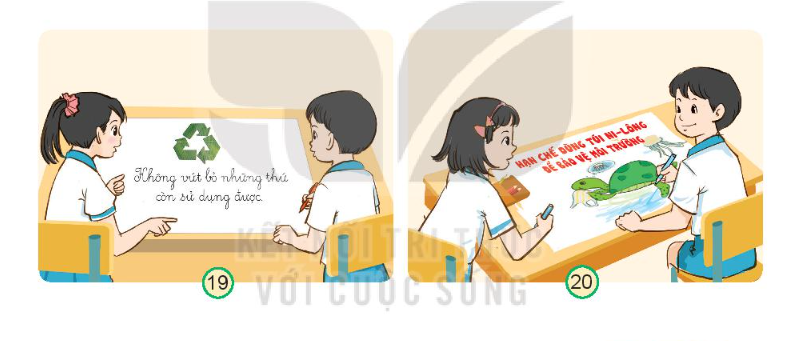 Không vứt bỏ những thứ
còn sử dụng được.
HẠN CHẾ DÙNG TÚI NI-LÔNG
ĐỂ BẢO VỆ MÔI TRƯỜNG
KẾT NỐI TRI THỨC
VỚI CUỘC SỐNG
19
20